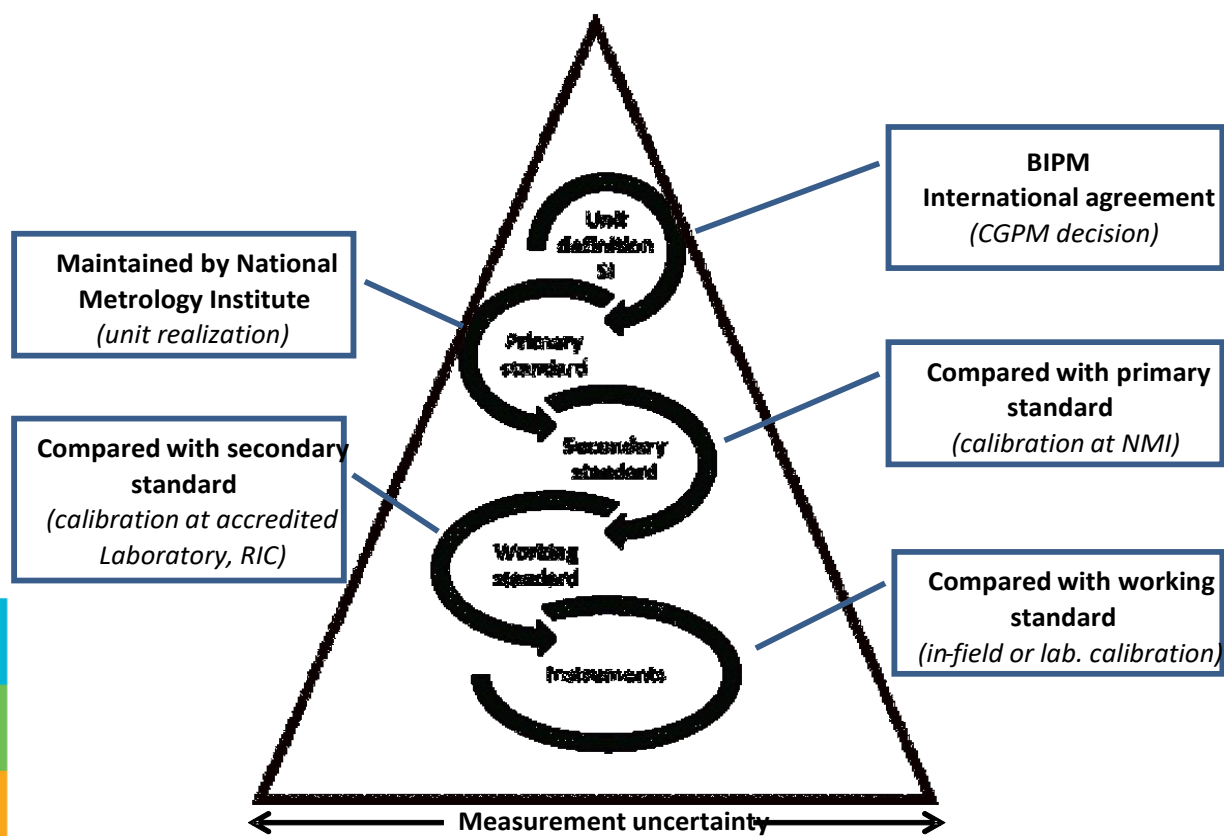 Unit
definition
SI
BIPM
International agreement
(CGPM decision)
Maintained by National
Metrology Institute
(unit realization)
Primary
standard
Compared with primary
standard
(calibration at NMI)
Secondary
standard
Compared with secondary
standard
(calibration at accredited
Laboratory, RIC)
Working
standard
Compared with working
standard
(in-field or lab. calibration)
Instruments
Measurement uncertainty